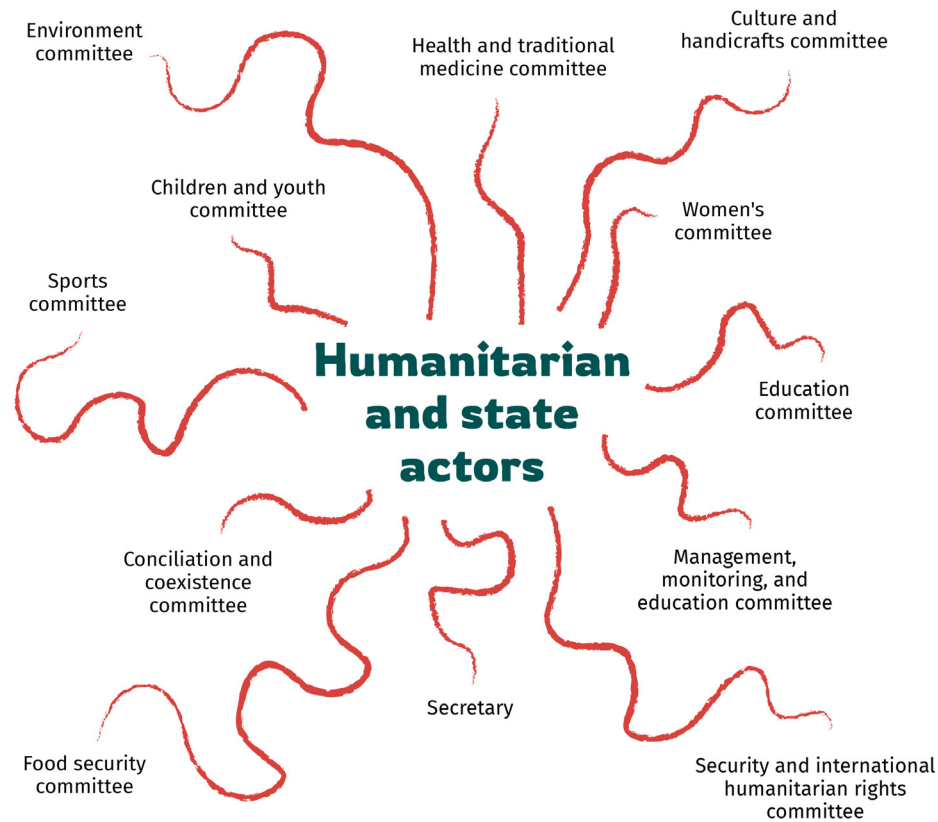 Environment
committee
Health and traditional
medicine committee
Culture and
handicrafts committee
Children and youth
committee
Women's
committee
Sports
committee
Humanitarian
and state
actors
Education
committee
Conciliation and
coexistence
committee
Management,
monitoring, and
education committee
Secretary
Food security
committee
Security and international
humanitarian rights
committee